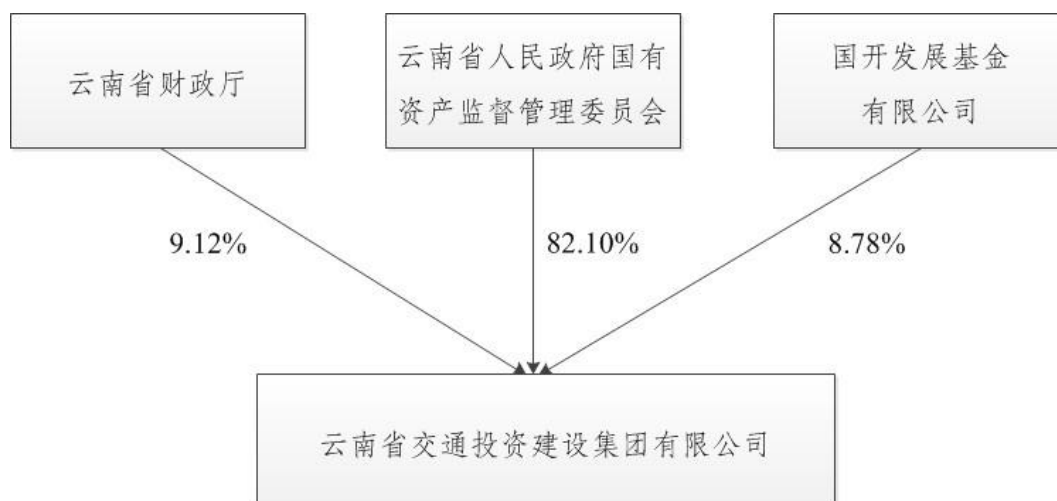 云南省财政厅
云南省人民政府国有
资产监督管理委员会
国开发展基金
有限公司
9.12%
82.10%
8.78%
云南省交通投资建设集团有限公司